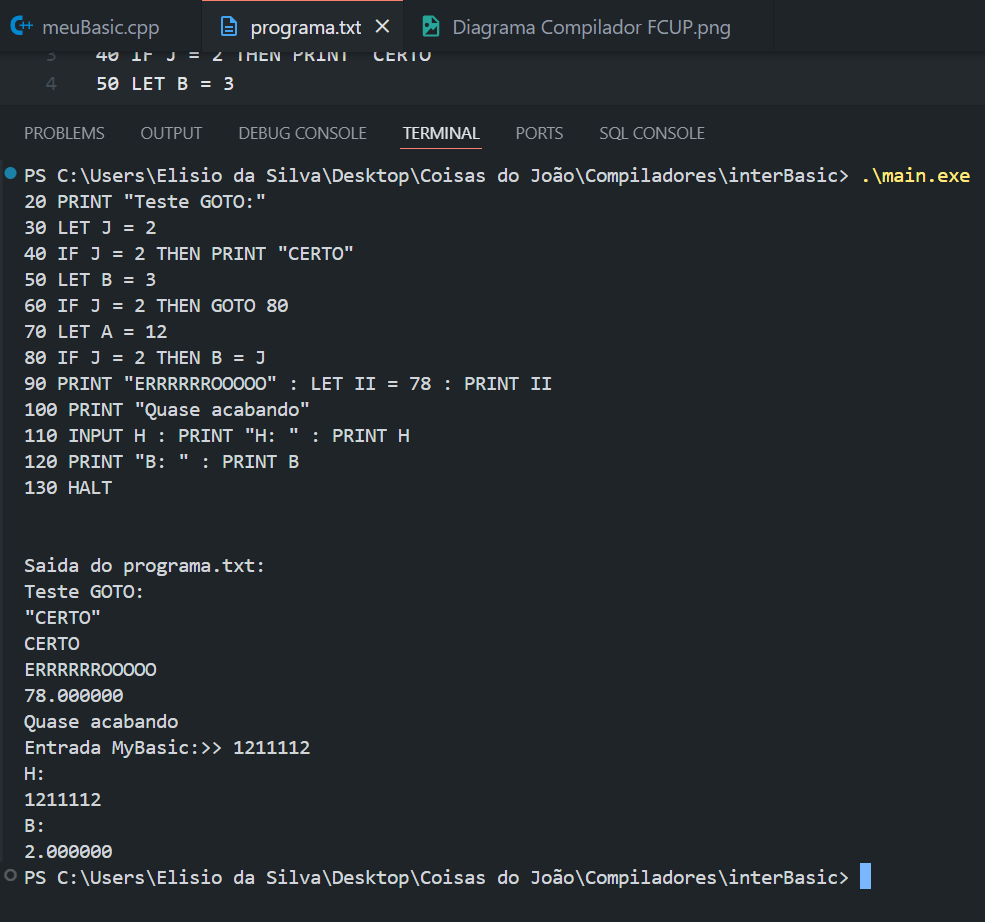 meuBasic.cpp programa.txt Diagrama Compilador FCUP.png
3 40 IF J = 2 THEN PRINT "CERTO"
4 50 LET B = 3
PROBLEMS OUTPUT DEBUG CONSOLE TERMINAL PORTS SQL CONSOLE
PS C:\Users\Elisio da Silva\Desktop\Coisas do João\Compiladores\interBasic> .\main.exe
20 PRINT "Teste GOTO:"
30 LET J = 2
40 IF J = 2 THEN PRINT "CERTO"
50 LET B = 3
60 IF J = 2 THEN GOTO 80
70 LET A = 12
80 IF J = 2 THEN B = J
90 PRINT "ERRRRRROOOOO" : LET II = 78 : PRINT II
100 PRINT "Quase acabando"
110 INPUT H : PRINT "H: " : PRINT H
120 PRINT "B: " : PRINT B
130 HALT
Saida do programa.txt:
Teste GOTO:
"CERTO"
CERTO
ERRRRRROOOOO
78.000000
Quase acabando
Entrada MyBasic:>> 1211112
H:
1211112
B:
2.000000
PS C:\Users\Elisio da Silva\Desktop\Coisas do João\Compiladores\interBasic>